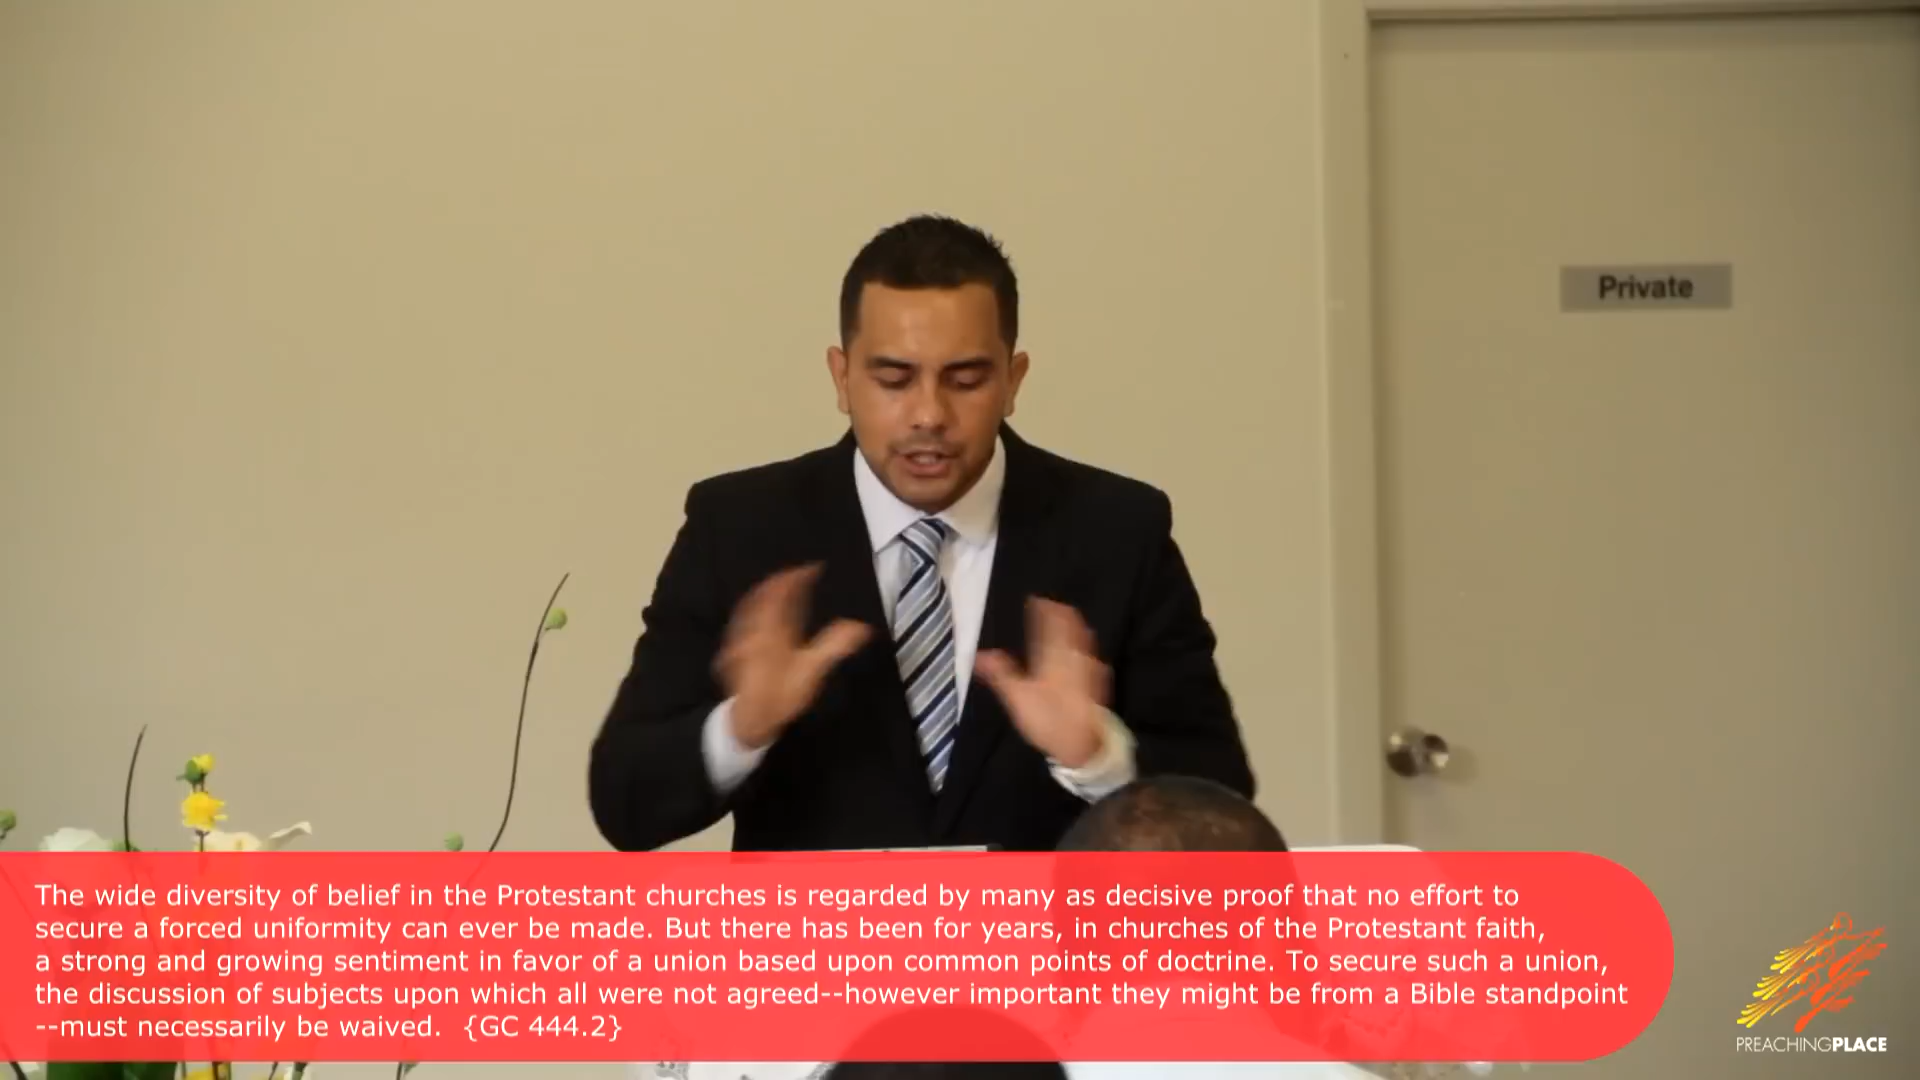 Private
The wide diversity of belief in the Protestant churches is regarded by many as decisive proof that no effort to
secure a forced uniformity can ever be made. But there has been for years, in churches of the Protestant faith,
a strong and growing sentiment in favor of a union based upon common points of doctrine. To secure such a union,
the discussion of subjects upon which all were not agreed--however important they might be from a Bible standpoint
--must necessarily be waived.  {GC 444.2}
PREACHINGPLACE